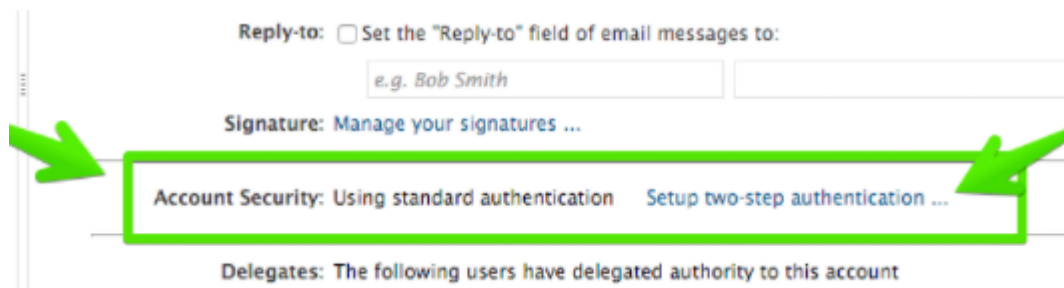 Reply-to: Set the "Reply-to" field of email messages to:
e.g. Bob Smith
Signature: Manage your signatures ...
Account Security: Using standard authentication Setup two-step authentication ...
Delegates: The following users have delegated authority to this account